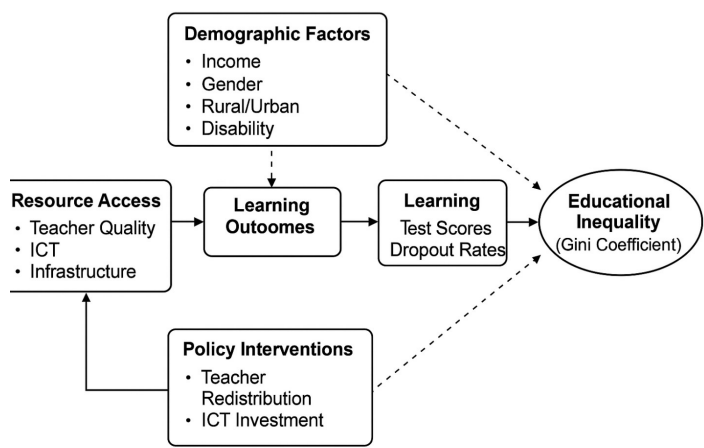 Demographic Factors
• Income
• Gender
• Rural/Urban
• Disability
Resource Access
• Teacher Quality
• ICT
• Infrastructure
Learning
Outoomes
Learning
Test Scores
Dropout Rates
Educational
Inequality
(Gini Coefficient)
Policy Interventions
• Teacher
Redistribution
• ICT Investment